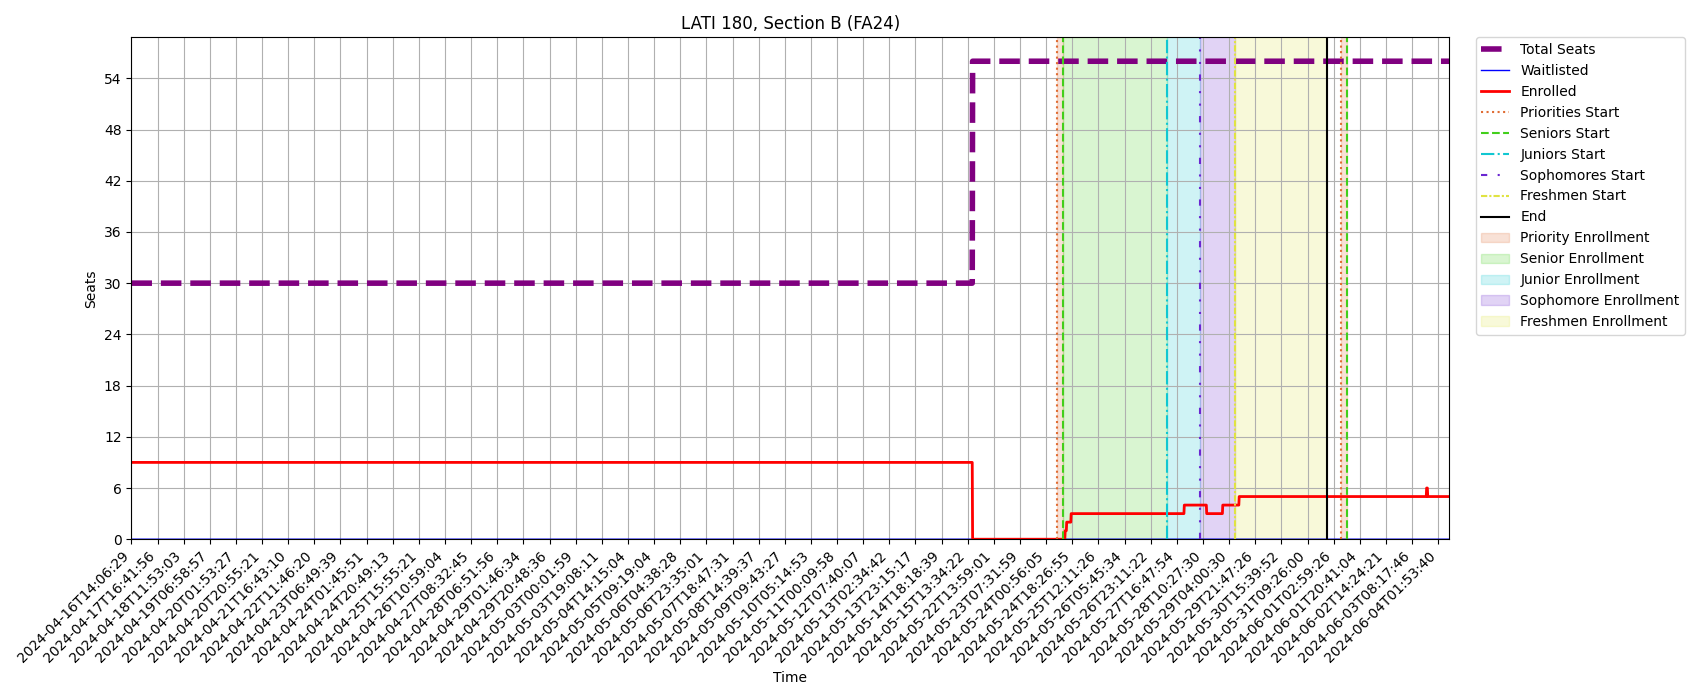 LATI 180, Section B (FA24)
Seats
54
48
42
36
30
24
18
12
6
0
2024-04-16T14:06:29
2024-04-17T16:41:56
2024-04-18T11:53:03
2024-04-19T06:58:57
2024-04-20T01:53:27
2024-04-20T20:55:21
2024-04-21T16:43:10
2024-04-22T11:46:20
2024-04-23T06:49:39
2024-04-24T01:45:51
2024-04-24T20:49:13
2024-04-25T15:55:21
2024-04-26T10:59:04
2024-04-27T08:32:45
2024-04-28T06:51:56
2024-04-29T01:46:34
2024-04-29T20:48:36
2024-05-03T00:01:59
2024-05-03T19:08:11
2024-05-04T14:15:04
2024-05-05T09:19:04
2024-05-06T04:38:28
2024-05-06T23:35:01
2024-05-07T18:47:31
2024-05-08T14:39:37
2024-05-09T09:43:27
2024-05-10T05:14:53
2024-05-11T00:09:58
2024-05-12T07:40:07
2024-05-13T02:34:42
2024-05-13T23:15:17
2024-05-14T18:18:39
2024-05-15T13:34:22
2024-05-22T13:59:01
2024-05-23T07:31:59
2024-05-24T00:56:05
2024-05-24T18:26:55
2024-05-25T12:11:26
2024-05-26T05:45:34
2024-05-26T23:11:22
2024-05-27T16:47:54
2024-05-28T10:27:30
2024-05-29T04:00:30
2024-05-29T21:47:26
2024-05-30T15:39:52
2024-05-31T09:26:00
2024-06-01T02:59:26
2024-06-01T20:41:04
2024-06-02T14:24:21
2024-06-03T08:17:46
2024-06-04T01:53:40
Time
Total Seats
Waitlisted
Enrolled
Priorities Start
Seniors Start
Juniors Start
Sophomores Start
Freshmen Start
End
Priority Enrollment
Senior Enrollment
Junior Enrollment
Sophomore Enrollment
Freshmen Enrollment